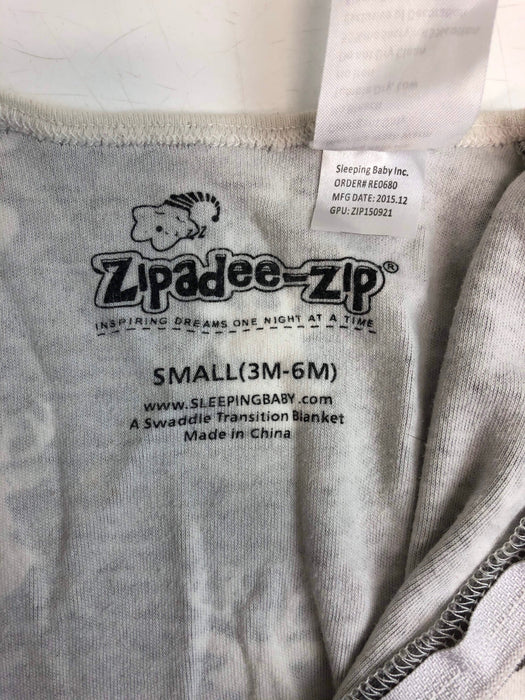 Sleeping Baby Inc.
ORDER# RE0680
MFG DATE: 2015.12
GPU: ZIP150921
Zipadee-Zip®
INSPIRING DREAMS ONE NIGHT AT A TIME
SMALL(3M-6M)
www.SLEEPINGBABY.com
A Swaddle Transition Blanket
Made in China